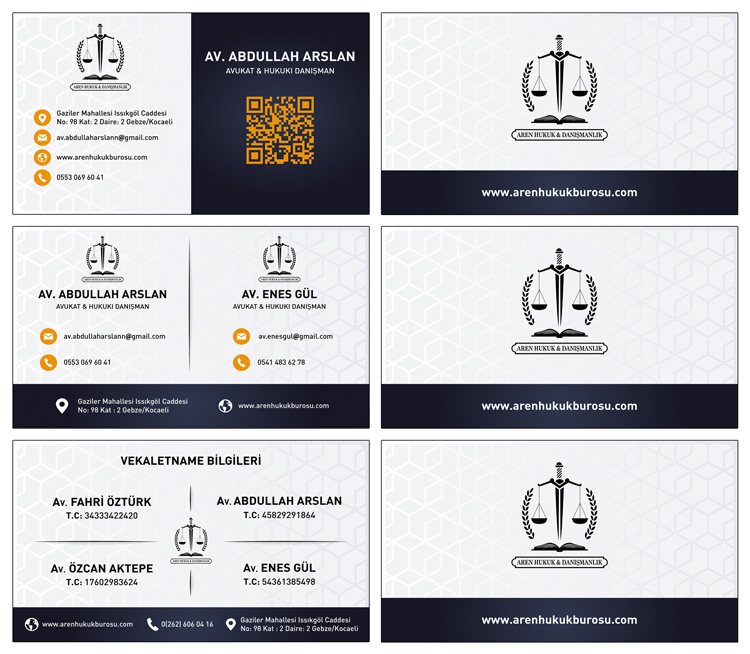 AREN HUKUK & DANIŞMANLIK
Gaziler Mahallesi Issıkgöl Caddesi
No: 98 Kat: 2 Daire: 2 Gebze/Kocaeli
av.abdullaharslann@gmail.com
www.arenhukukburosu.com
0553 069 60 41
AV. ABDULLAH ARSLAN
AVUKAT & HUKUKİ DANIŞMAN
AREN HUKUK & DANIŞMANLIK
www.arenhukukburosu.com
AREN HUKUK & DANIŞMANLIK
AV. ABDULLAH ARSLAN
AVUKAT & HUKUKİ DANIŞMAN
av.abdullaharslann@gmail.com
0553 069 60 41
AREN HUKUK & DANIŞMANLIK
AV. ENES GÜL
AVUKAT & HUKUKİ DANIŞMAN
av.enesgul@gmail.com
0541 483 62 78
Gaziler Mahallesi Issıkgöl Caddesi
No: 98 Kat : 2 Gebze/Kocaeli
www.arenhukukburosu.com
AREN HUKUK & DANIŞMANLIK
www.arenhukukburosu.com
VEKALETNAME BİLGİLERİ
Av. FAHRİ ÖZTÜRK
T.C: 34333422420
Av. ABDULLAH ARSLAN
T.C: 45829291864
AREN HUKUK & DANIŞMANLIK
Av. ÖZCAN AKTEPE
T.C: 17602983624
Av. ENES GÜL
T.C: 54361385498
www.arenhukukburosu.com
0(262) 606 04 16
Gaziler Mahallesi Issıkgöl Caddesi
No: 98 Kat : 2 Daire: 2 Gebze/Kocaeli
AREN HUKUK & DANIŞMANLIK
www.arenhukukburosu.com